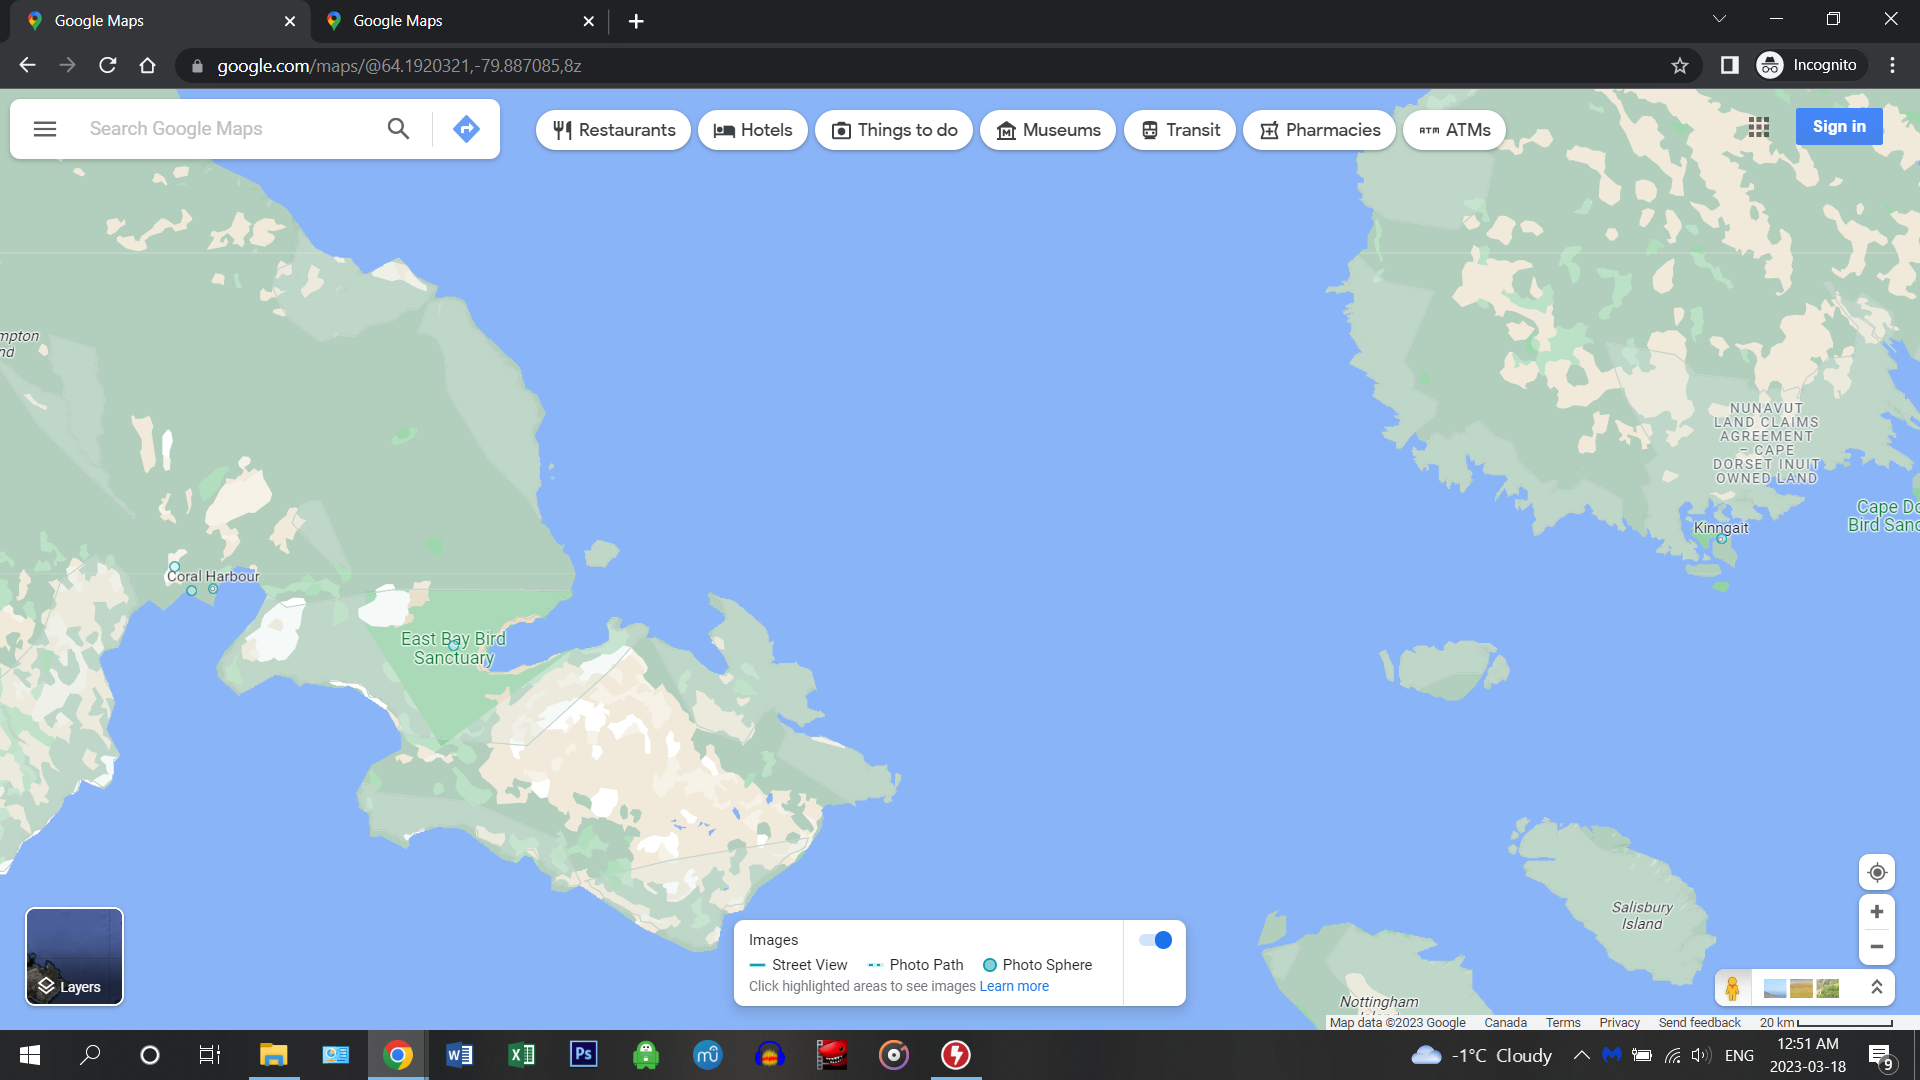 Google Maps
Google Maps
google.com/maps/@64.1920321,-79.887085,8z
Incognito
Search Google Maps
Restaurants
Hotels
Things to do
Museums
Transit
Pharmacies
ATM ATMs
Sign in
mpton
nd
NUNAVUT
LAND CLAIMS
AGREEMENT
– CAPE
DORSET INUIT
OWNED LAND
Cape Do
Bird Sanc
Kinngait
Coral Harbour
East Bay Bird
Sanctuary
Salisbury
Island
Nottingham
Island
Layers
Images
Street View
Photo Path
Photo Sphere
Click highlighted areas to see images Learn more
Map data ©2023 Google
Canada
Terms
Privacy
Send feedback
20 km
W
X
Ps
mü
-1°C Cloudy
ENG
12:51 AM
2023-03-18
9